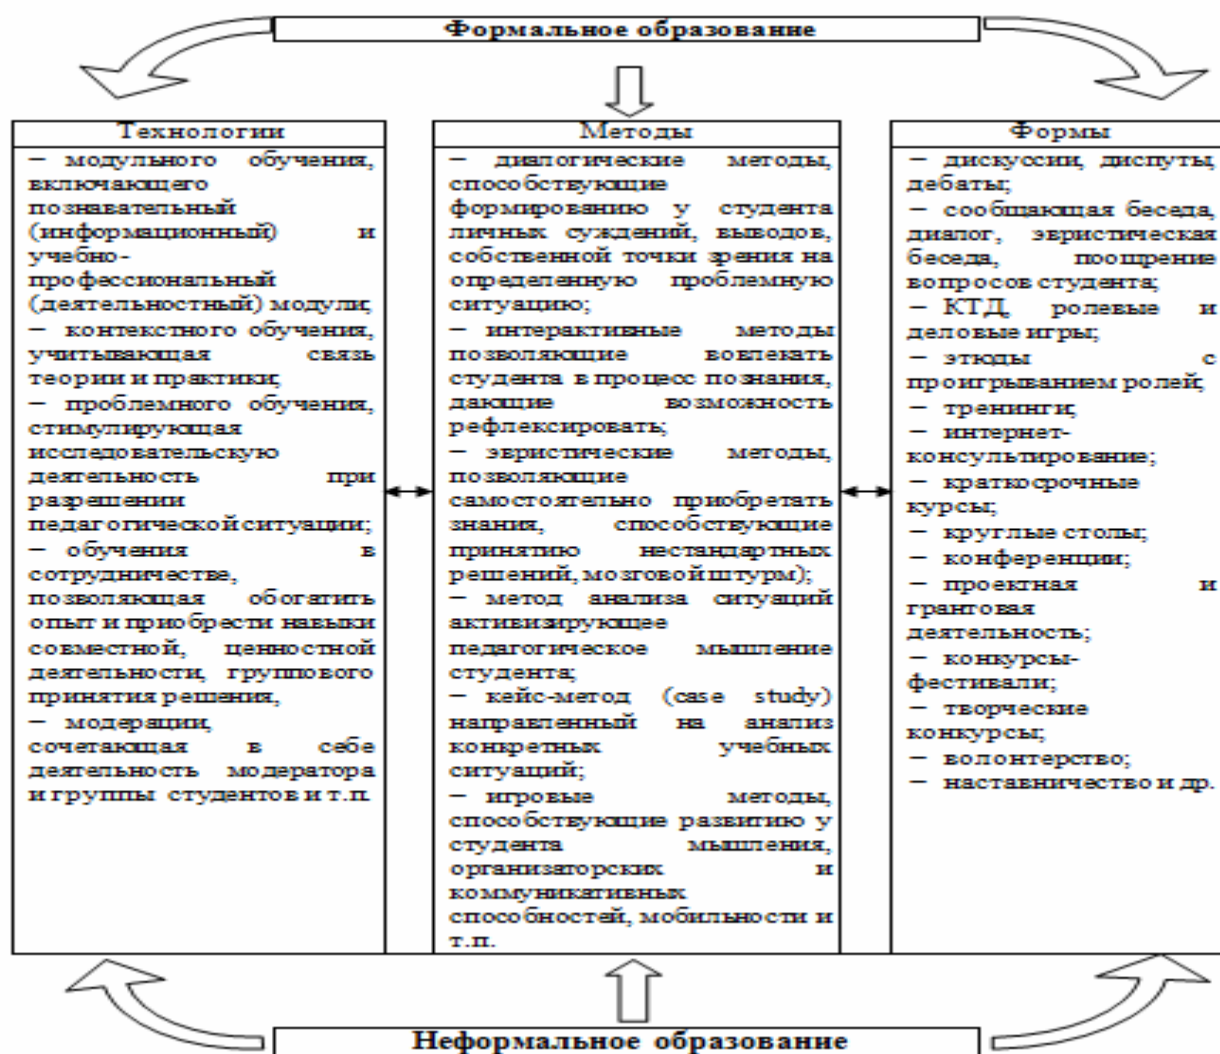 Формальное образование
Технологии
– модульного обучения,
включающего
познавательный
(информационный) и
учебно-
профессиональный
(деятельностный) модули;
– контекстного обучения,
учитывающая связь
теории и практики;
– проблемного обучения,
стимулирующая
исследовательскую
деятельность при
разрешении
педагогической ситуации;
– обучения в
сотрудничестве,
позволяющая обогатить
опыт и приобрести навыки
совместной, ценностной
деятельности, группового
принятия решения,
– модерации,
сочетающая в себе
деятельность модератора
и группы студентов и т.п.
Методы
– диалогические методы,
способствующие
формированию у студента
личных суждений, выводов,
собственной точки зрения на
определенную проблемную
ситуацию;
– интерактивные методы
позволяющие вовлекать
студента в процесс познания,
дающие возможность
рефлексировать;
– эвристические методы,
позволяющие
самостоятельно приобретать
знания, способствующие
принятию нестандартных
решений, мозговой штурм);
– метод анализа ситуаций
активизирующее
педагогическое мышление
студента;
– кейс-метод (case study)
направленный на анализ
конкретных учебных
ситуаций;
– игровые методы,
способствующие развитию у
студента мышления,
организаторских и
коммуникативных
способностей, мобильности и
т.п.
Формы
– дискуссии, диспуты,
дебаты;
– сообщающая беседа,
диалог, эвристическая
беседа, поощрение
вопросов студента;
– КТД, ролевые и
деловые игры;
– этюды с
проигрыванием ролей;
– тренинги;
– интернет-
консультирование;
– краткосрочные
курсы;
– круглые столы;
– конференции;
– проектная и
грантовая
деятельность;
– конкурсы-
фестивали;
– творческие
конкурсы;
– волонтерство;
– наставничество и др.
Неформальное образование